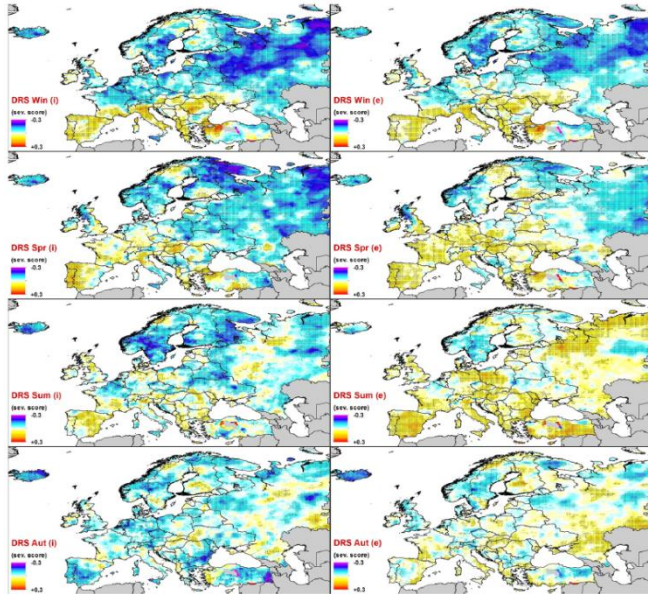 DRS Win (i)
(sev. score)
-0.3
+0.3
DRS Win (e)
(sev. score)
-0.3
+0.3
DRS Spr (i)
(sev. score)
-0.3
+0.3
DRS Spr (e)
(sev. score)
-0.3
+0.3
DRS Sum (i)
(sev. score)
-0.3
+0.3
DRS Sum (e)
(sev. score)
-0.3
+0.3
DRS Aut (i)
(sev. score)
-0.3
+0.3
DRS Aut (e)
(sev. score)
-0.3
+0.3